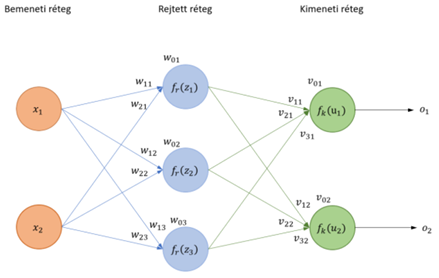 Bemeneti réteg Rejtett réteg Kimeneti réteg
w₀₁
v₀₁
w₁₁
w₂₁
fᵣ(z₁)
v₁₁
v₂₁
x₁
fₖ(u₁)
o₁
v₃₁
w₀₂
w₁₂
w₂₂
fᵣ(z₂)
v₁₂
v₀₂
w₁₃
w₀₃
v₂₂
x₂
fₖ(u₂)
o₂
w₂₃
fᵣ(z₃)
v₃₂